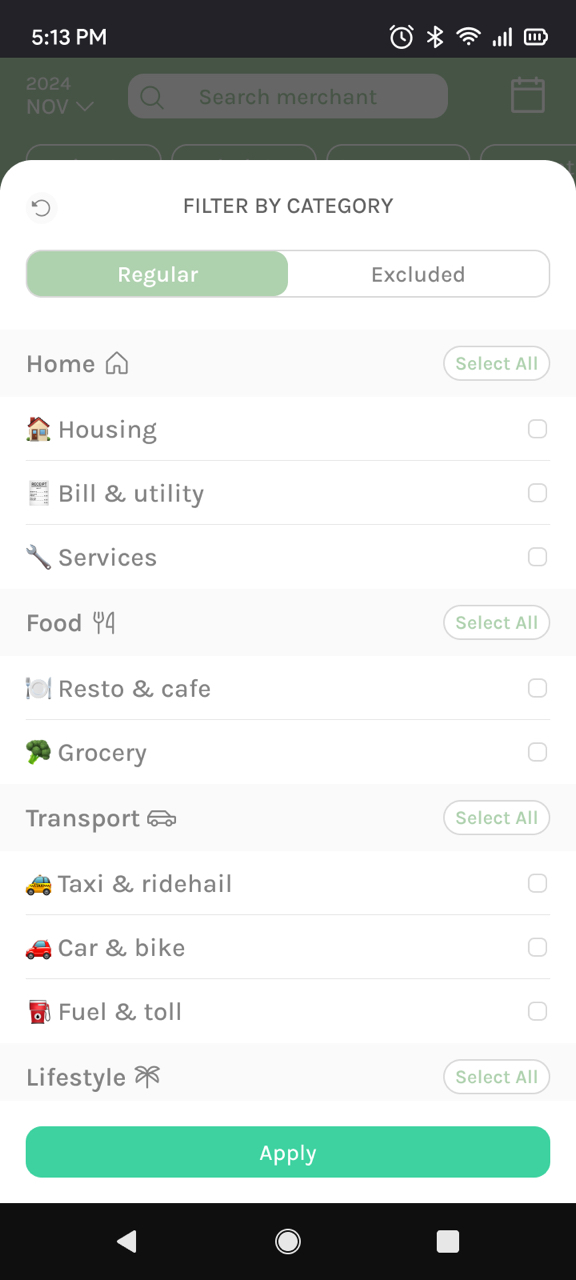 5:13 PM
2024
NOV
Search merchant
FILTER BY CATEGORY
Regular
Excluded
Home
Select All
Housing
Bill & utility
Services
Food
Select All
Resto & cafe
Grocery
Transport
Select All
Taxi & ridehail
Car & bike
Fuel & toll
Lifestyle
Select All
Apply